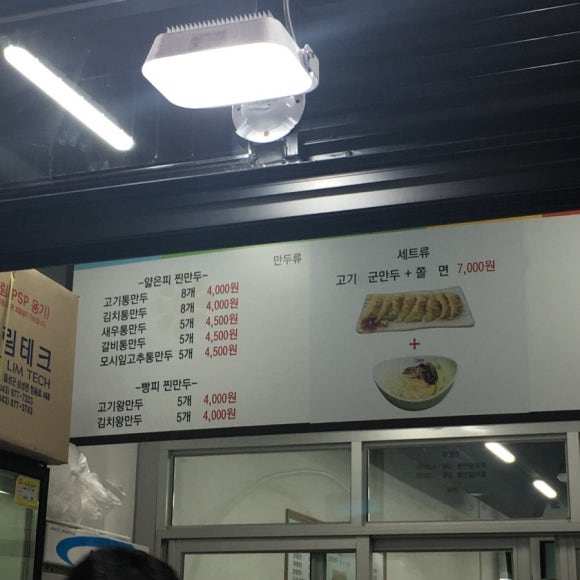 만두류
-얇은피 찐만두-
고기통만두 8개 4,000원
김치통만두 8개 4,000원
새우통만두 5개 4,500원
갈비통만두 5개 4,500원
모시잎고추통만두 5개 4,500원
-빵피 찐만두-
고기왕만두 5개 4,000원
김치왕만두 5개 4,000원
세트류
고기 군만두 + 쫄 면 7,000원
+
PSP 용기)
림테크
LIM TECH